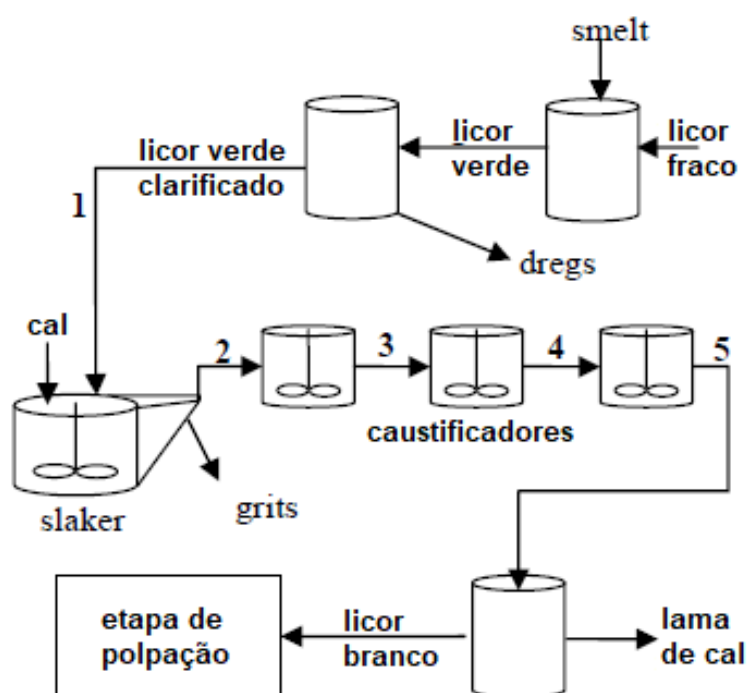 smelt
licor verde
clarificado
licor
verde
licor
fraco
1
dregs
cal
2
3
4
5
caustificadores
slaker
grits
etapa de
polpação
licor
branco
lama
de cal